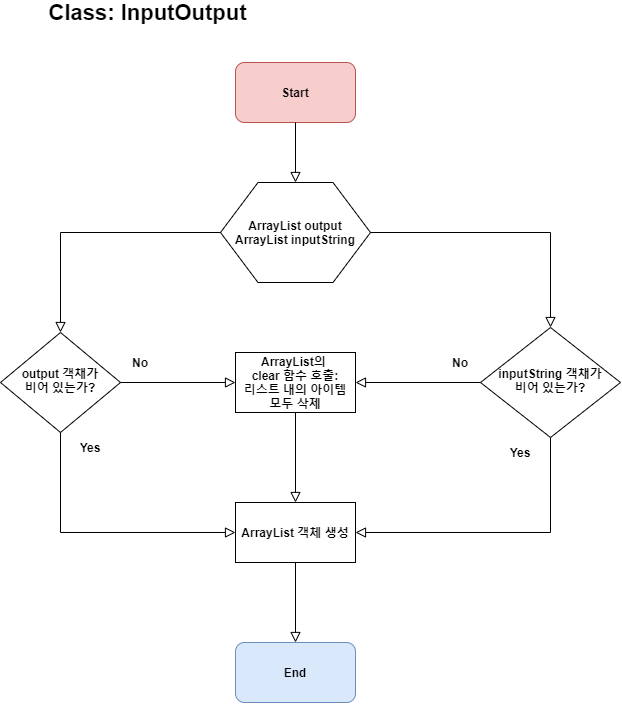 Class: InputOutput
Start
ArrayList output
ArrayList inputString
output 객채가
비어 있는가?
No
ArrayList의
clear 함수 호출:
리스트 내의 아이템
모두 삭제
No
inputString 객채가
비어 있는가?
Yes
Yes
ArrayList 객체 생성
End